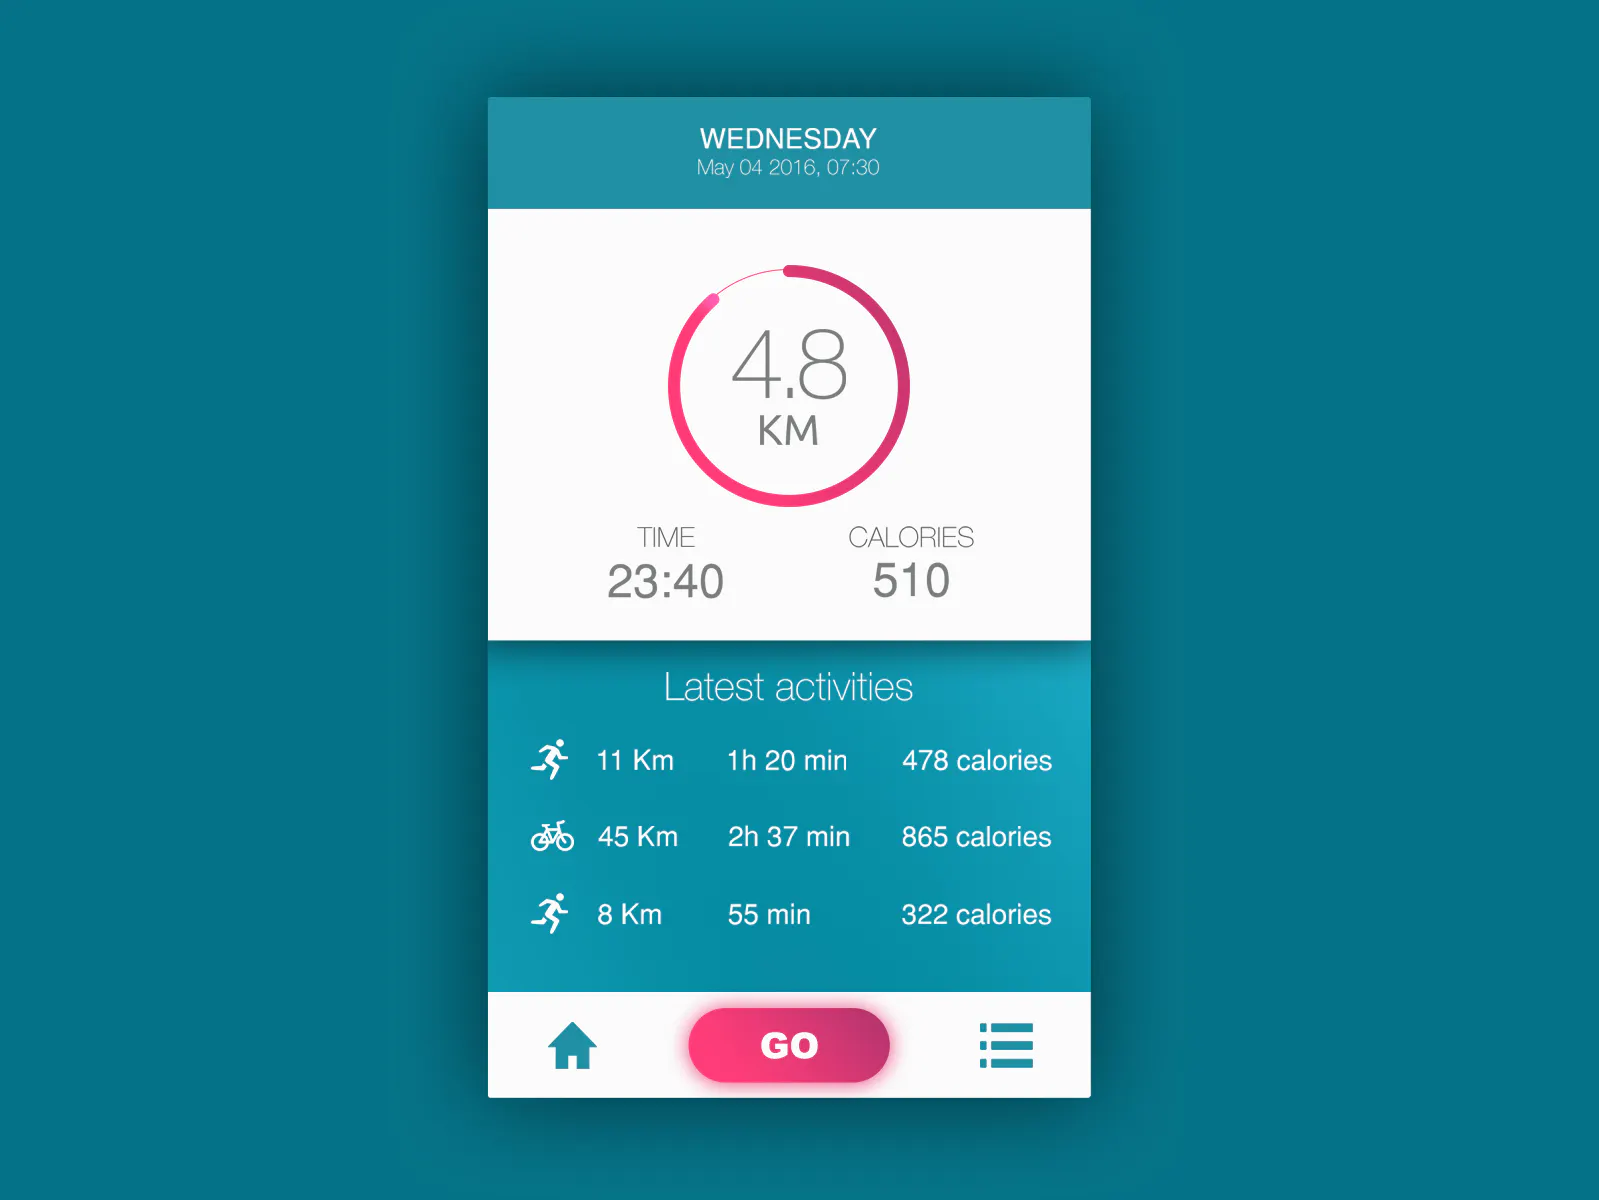 WEDNESDAY
May 04 2016, 07:30
4.8
KM
TIME CALORIES
23:40 510
Latest activities
11 Km 1h 20 min 478 calories
45 Km 2h 37 min 865 calories
8 Km 55 min 322 calories
GO